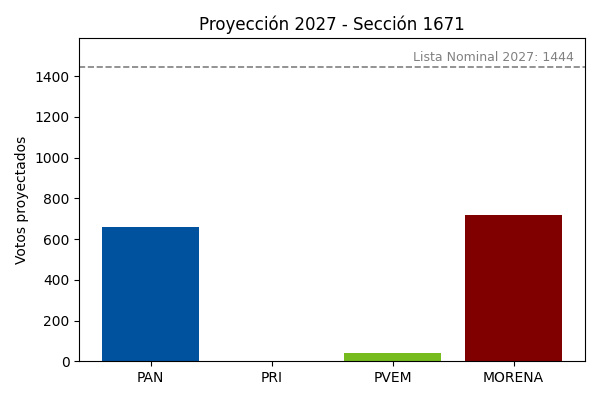 Proyección 2027 - Sección 1671
Lista Nominal 2027: 1444
Votos proyectados
1400
1200
1000
800
600
400
200
0
PAN PRI PVEM MORENA